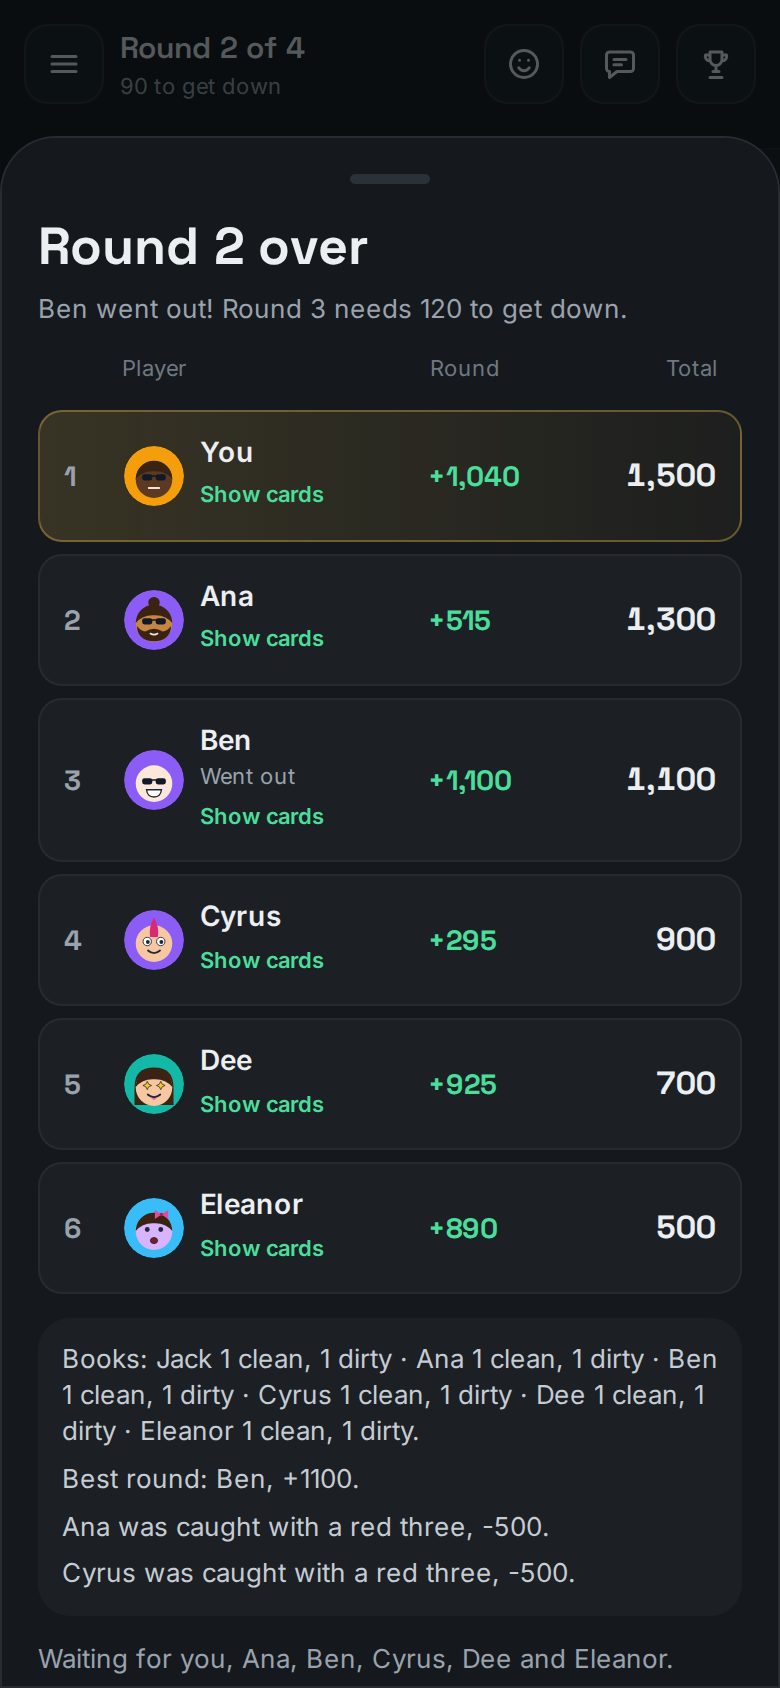 Round 2 of 4
90 to get down
Round 2 over
Ben went out! Round 3 needs 120 to get down.
Player Round Total
1 You +1,040 1,500
Show cards
2 Ana +515 1,300
Show cards
3 Ben +1,100 1,100
Went out
Show cards
4 Cyrus +295 900
Show cards
5 Dee +925 700
Show cards
6 Eleanor +890 500
Show cards
Books: Jack 1 clean, 1 dirty · Ana 1 clean, 1 dirty · Ben
1 clean, 1 dirty · Cyrus 1 clean, 1 dirty · Dee 1 clean, 1
dirty · Eleanor 1 clean, 1 dirty.
Best round: Ben, +1100.
Ana was caught with a red three, -500.
Cyrus was caught with a red three, -500.
Waiting for you, Ana, Ben, Cyrus, Dee and Eleanor.